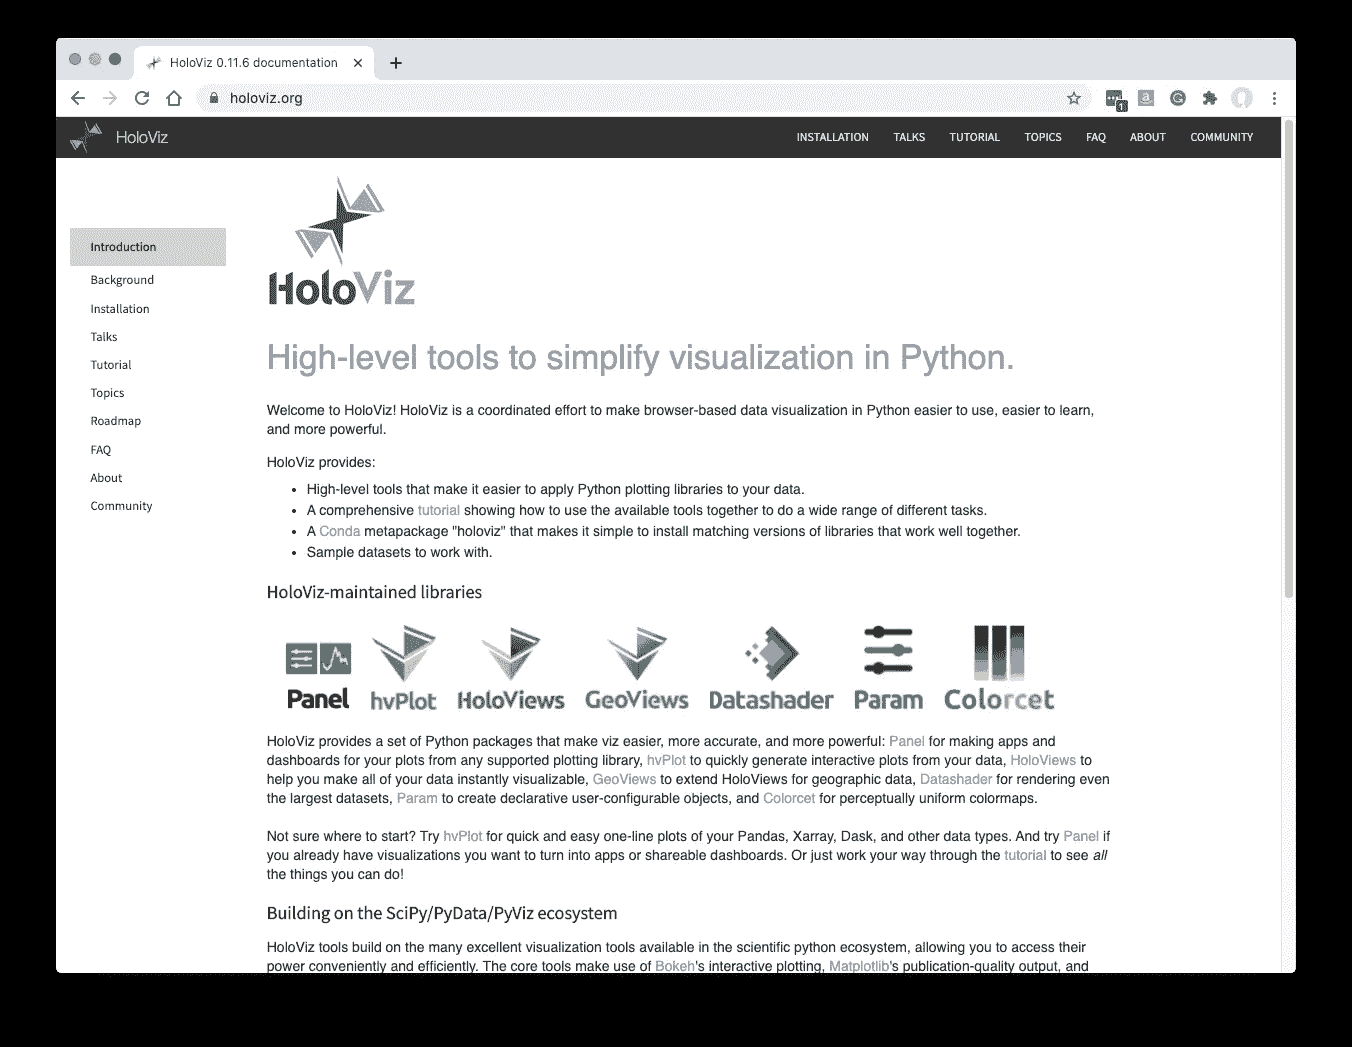 HoloViz 0.11.6 documentation
holoviz.org
1
HoloViz
INSTALLATION TALKS TUTORIAL TOPICS FAQ ABOUT COMMUNITY
Introduction
Background
Installation
Talks
Tutorial
Topics
Roadmap
FAQ
About
Community
HoloViz
High-level tools to simplify visualization in Python.
Welcome to HoloViz! HoloViz is a coordinated effort to make browser-based data visualization in Python easier to use, easier to learn,
and more powerful.
HoloViz provides:
• High-level tools that make it easier to apply Python plotting libraries to your data.
• A comprehensive tutorial showing how to use the available tools together to do a wide range of different tasks.
• A Conda metapackage "holoviz" that makes it simple to install matching versions of libraries that work well together.
• Sample datasets to work with.
HoloViz-maintained libraries
Panel hvPlot HoloViews GeoViews Datashader Param Colorcet
HoloViz provides a set of Python packages that make viz easier, more accurate, and more powerful: Panel for making apps and
dashboards for your plots from any supported plotting library, hvPlot to quickly generate interactive plots from your data, HoloViews to
help you make all of your data instantly visualizable, GeoViews to extend HoloViews for geographic data, Datashader for rendering even
the largest datasets, Param to create declarative user-configurable objects, and Colorcet for perceptually uniform colormaps.
Not sure where to start? Try hvPlot for quick and easy one-line plots of your Pandas, Xarray, Dask, and other data types. And try Panel if
you already have visualizations you want to turn into apps or shareable dashboards. Or just work your way through the tutorial to see all
the things you can do!
Building on the SciPy/PyData/PyViz ecosystem
HoloViz tools build on the many excellent visualization tools available in the scientific python ecosystem, allowing you to access their
power conveniently and efficiently. The core tools make use of Bokeh's interactive plotting, Matplotlib's publication-quality output, and